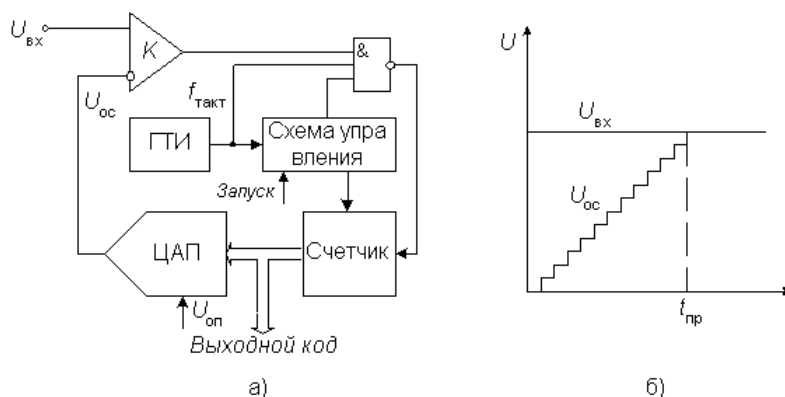 Uвх
K
&
Uос
fтакт
ГТИ
Схема упра
вления
Запуск
ЦАП
Счетчик
Uоп
Выходной код
а)
U
Uвх
Uос
tпр
б)